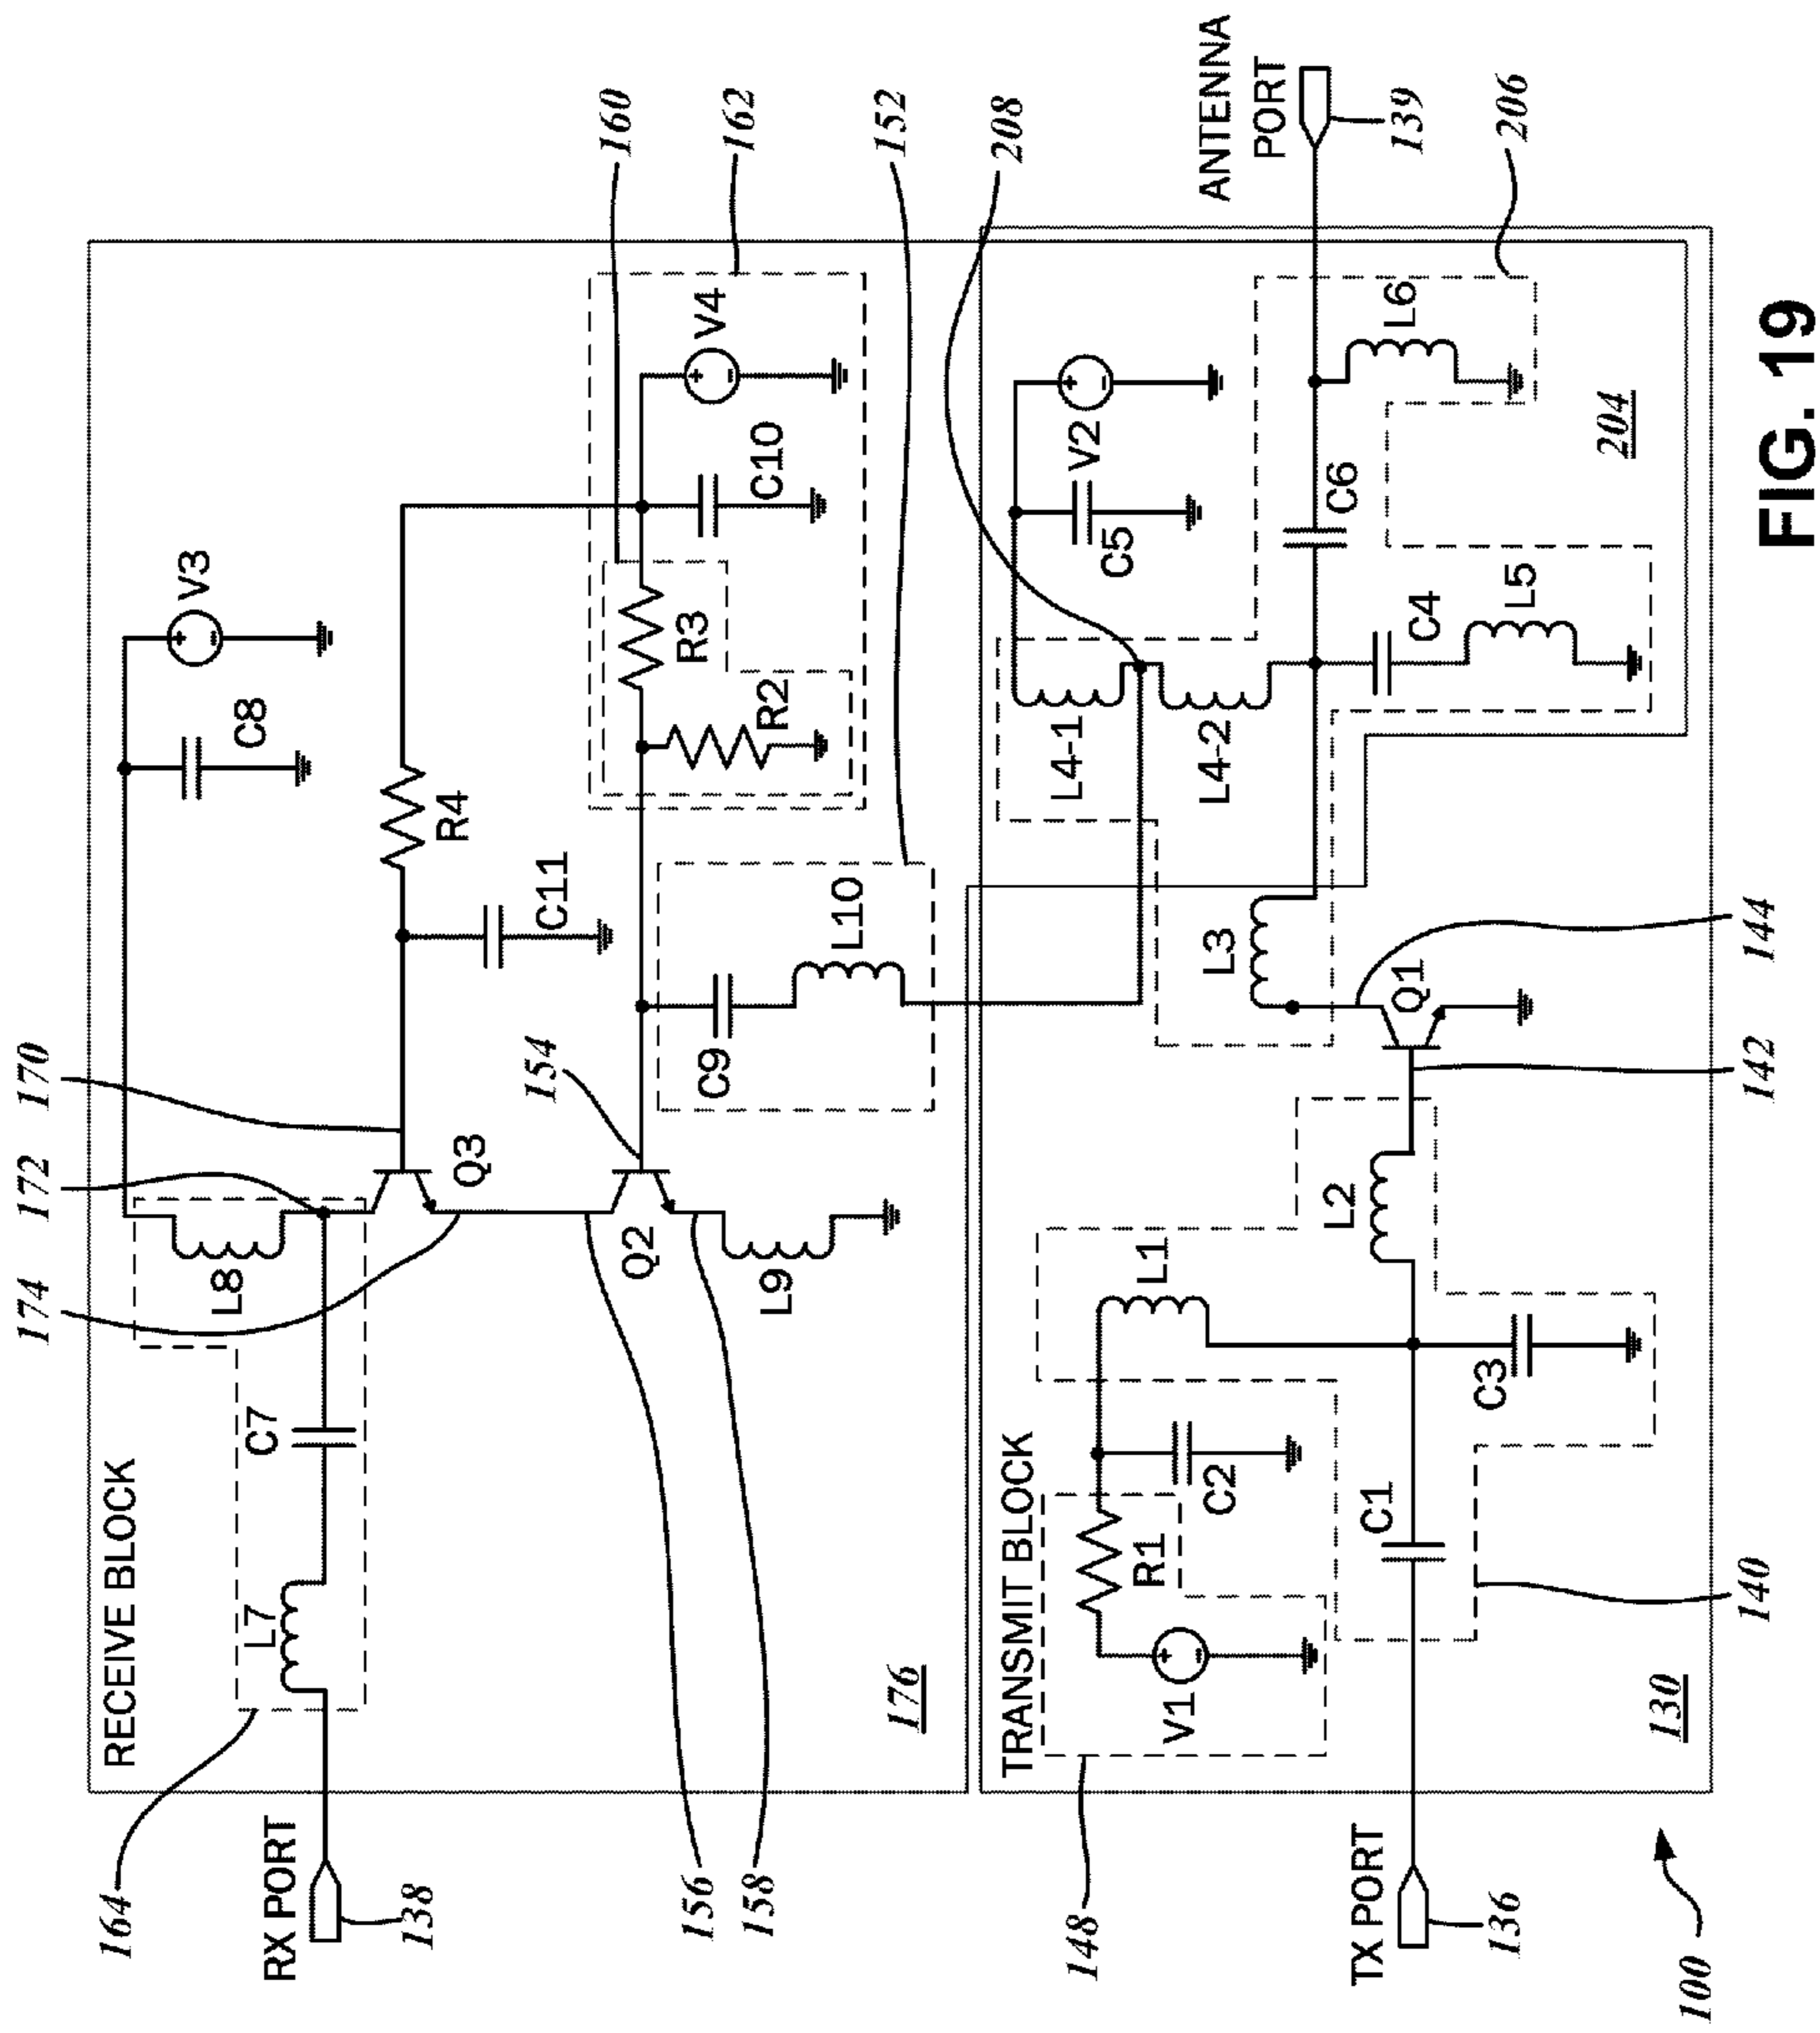 RECEIVE BLOCK
RX PORT
138
164
L7
C7
L8
174
172
170
Q3
C8
V3
R4
C11
154
Q2
156
158
L9
C9
L10
R2
R3
C10
V4
160
162
152
208
176
TRANSMIT BLOCK
148
V1
R1
C2
L1
TX PORT
136
C1
C3
L2
140
142
144
Q1
L3
L4-1
L4-2
C5
V2
C4
L5
C6
L6
ANTENNA
PORT
139
206
204
130
100
FIG. 19